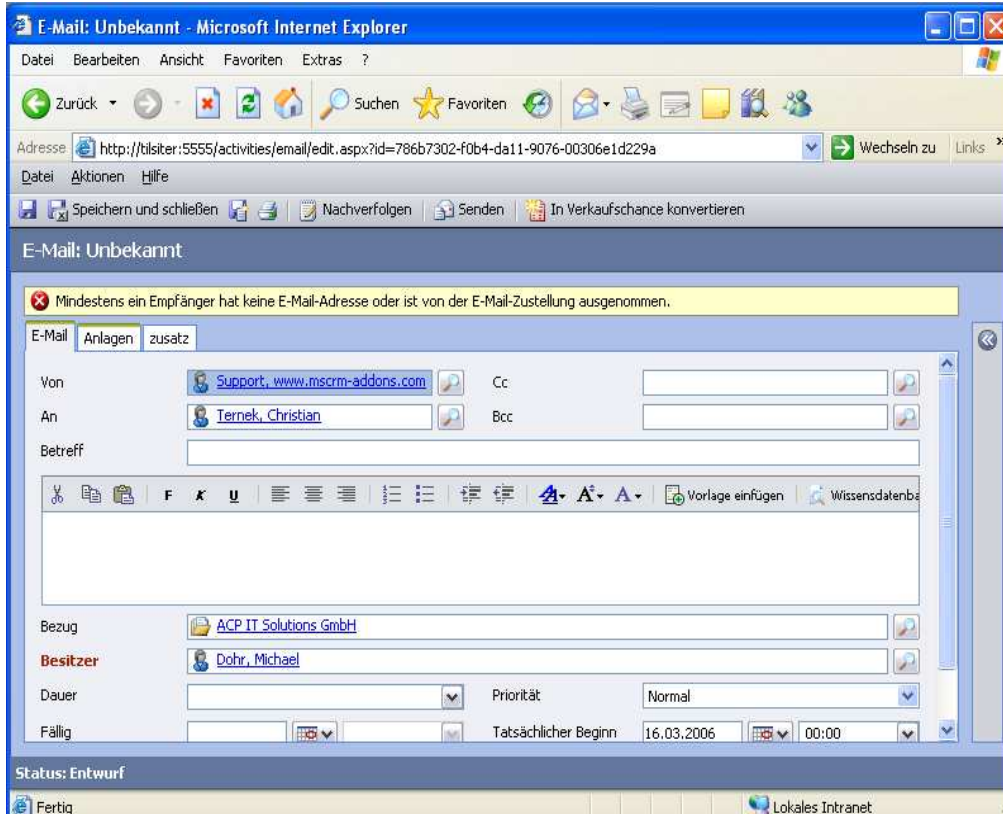 E-Mail: Unbekannt - Microsoft Internet Explorer
Datei Bearbeiten Ansicht Favoriten Extras ?
Zurück Suchen Favoriten
Adresse http://tilsiter:5555/activities/email/edit.aspx?id=786b7302-f0b4-da11-9076-00306e1d229a Wechseln zu Links »
Datei Aktionen Hilfe
Speichern und schließen Nachverfolgen Senden In Verkaufschance konvertieren
E-Mail: Unbekannt
Mindestens ein Empfänger hat keine E-Mail-Adresse oder ist von der E-Mail-Zustellung ausgenommen.
E-Mail Anlagen zusatz
Von Support, www.mscrm-addons.com Cc
An Ternek, Christian Bcc
Betreff
F K U A A A Vorlage einfügen Wissensdatenba
Bezug ACP IT Solutions GmbH
Besitzer Dohr, Michael
Dauer Priorität Normal
Fällig Tatsächlicher Beginn 16.03.2006 00:00
Status: Entwurf
Fertig Lokales Intranet